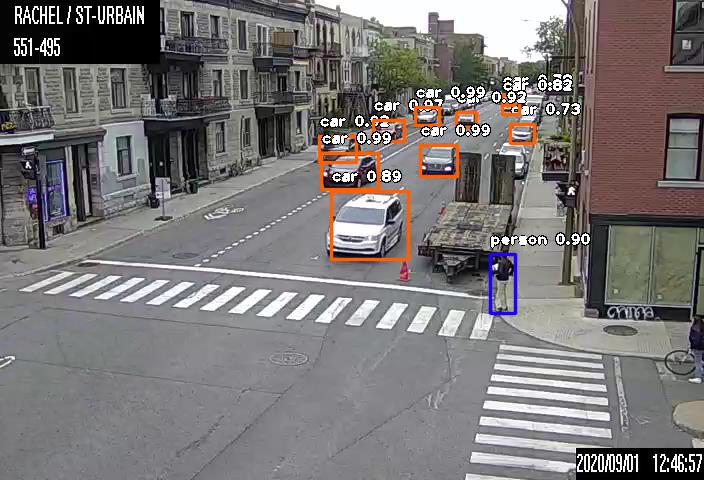 RACHEL / ST-URBAIN
551-495
car 0.99
car 0.82
car 0.97
car 0.92
car 0.73
car 0.99
car 0.99
car 0.89
person 0.90
2020/09/01 12:46:57